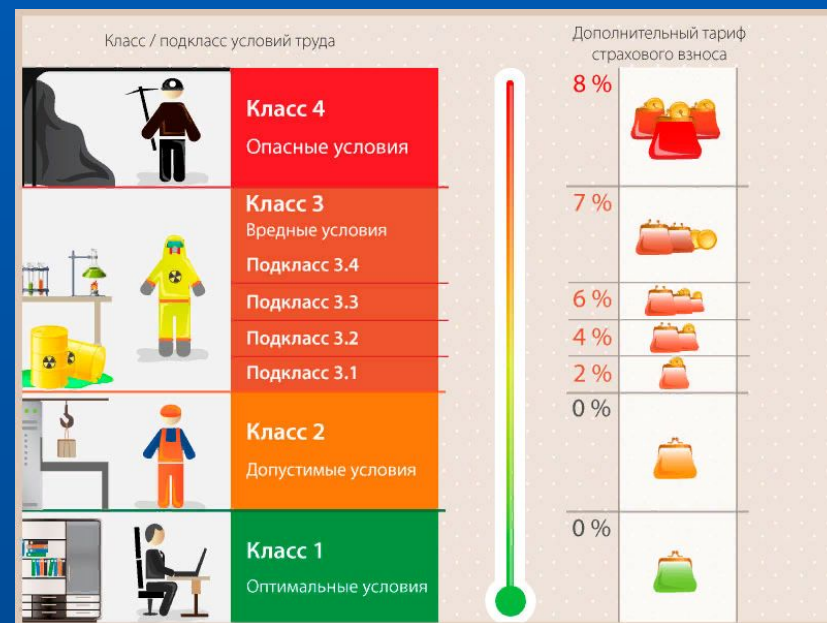 Класс / подкласс условий труда
Дополнительный тариф
страхового взноса
Класс 4
Опасные условия
8 %
Класс 3
Вредные условия
Подкласс 3.4
7 %
Подкласс 3.3
6 %
Подкласс 3.2
4 %
Подкласс 3.1
2 %
Класс 2
Допустимые условия
0 %
Класс 1
Оптимальные условия
0 %